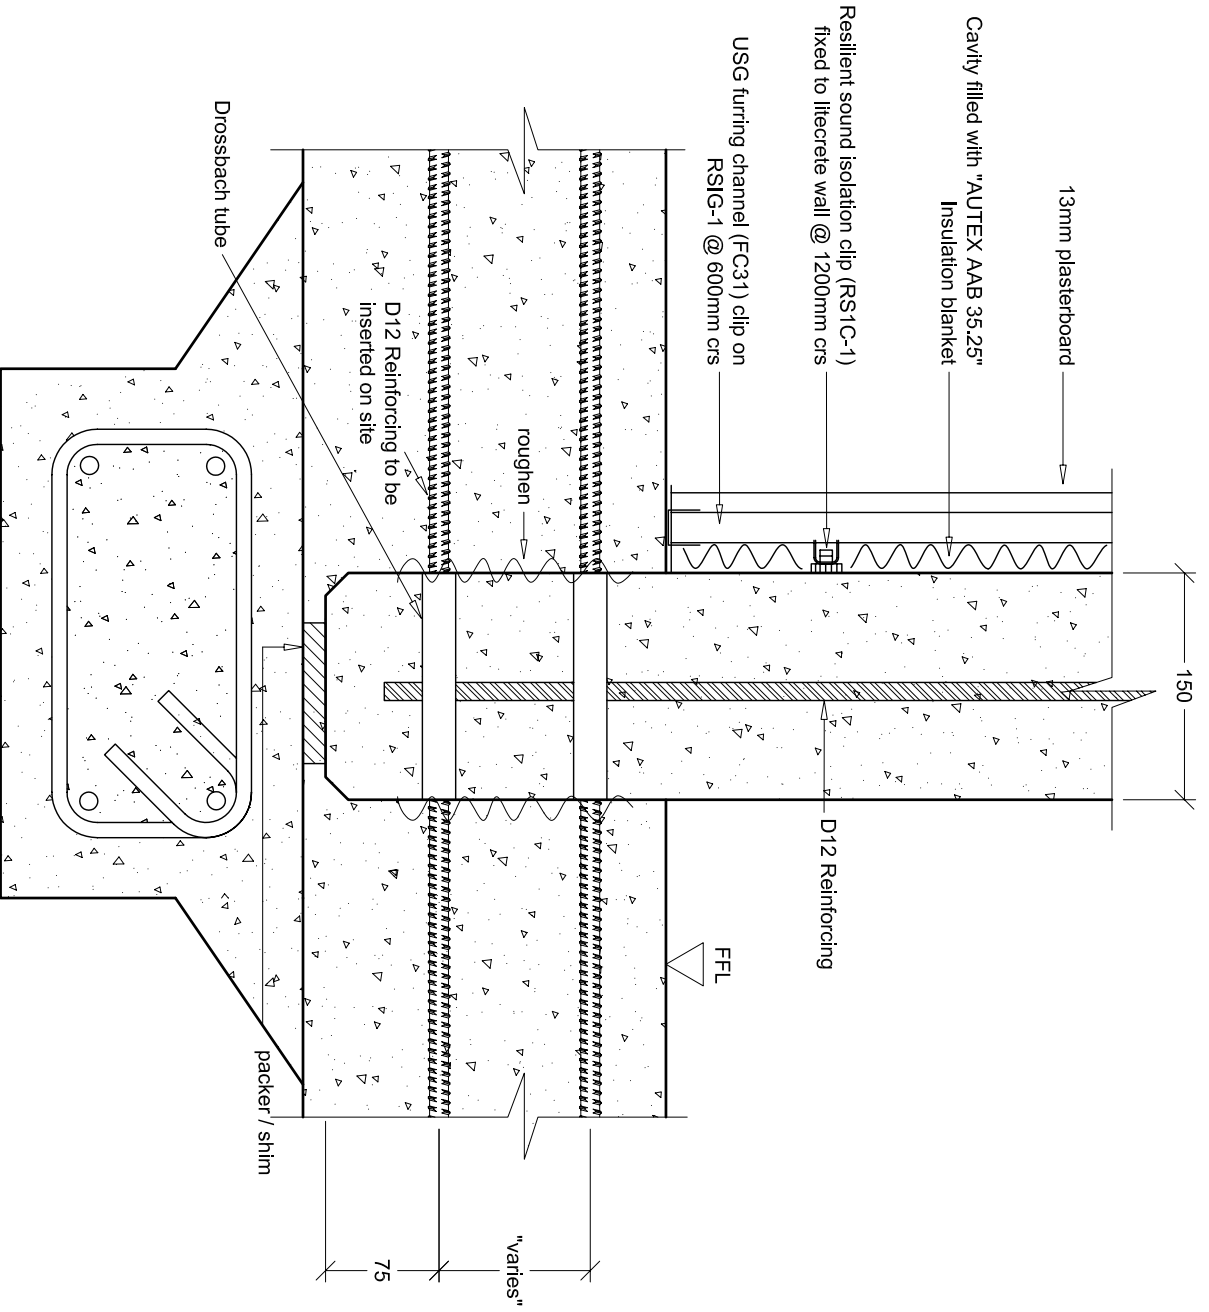 13mm plasterboard
Cavity filled with "AUTEX AAB 35.25"
Insulation blanket
Resilient sound isolation clip (RS1C-1)
fixed to litecrete wall @ 1200mm crs
USG furring channel (FC31) clip on
RSIG-1 @ 600mm crs
150
D12 Reinforcing
FFL
roughen
D12 Reinforcing to be
inserted on site
Drossbach tube
packer / shim
"varies"
75